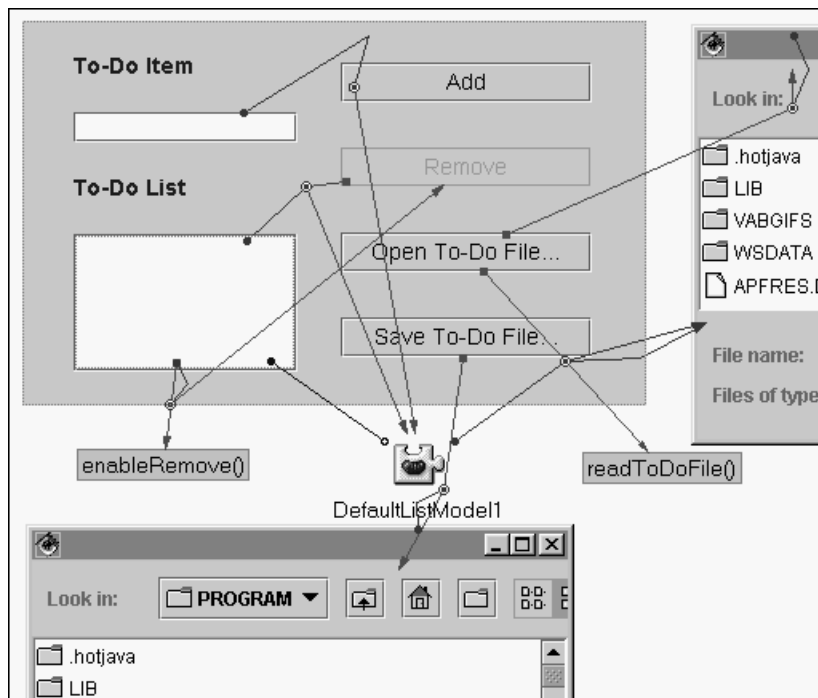 To-Do Item
Add
Look in:
Remove
.hotjava
To-Do List
LIB
VABGIFS
Open To-Do File...
WSDATA
APFRES.D
Save To-Do File...
File name:
Files of type
enableRemove()
readToDoFile()
DefaultListModel1
Look in:
PROGRAM
.hotjava
LIB